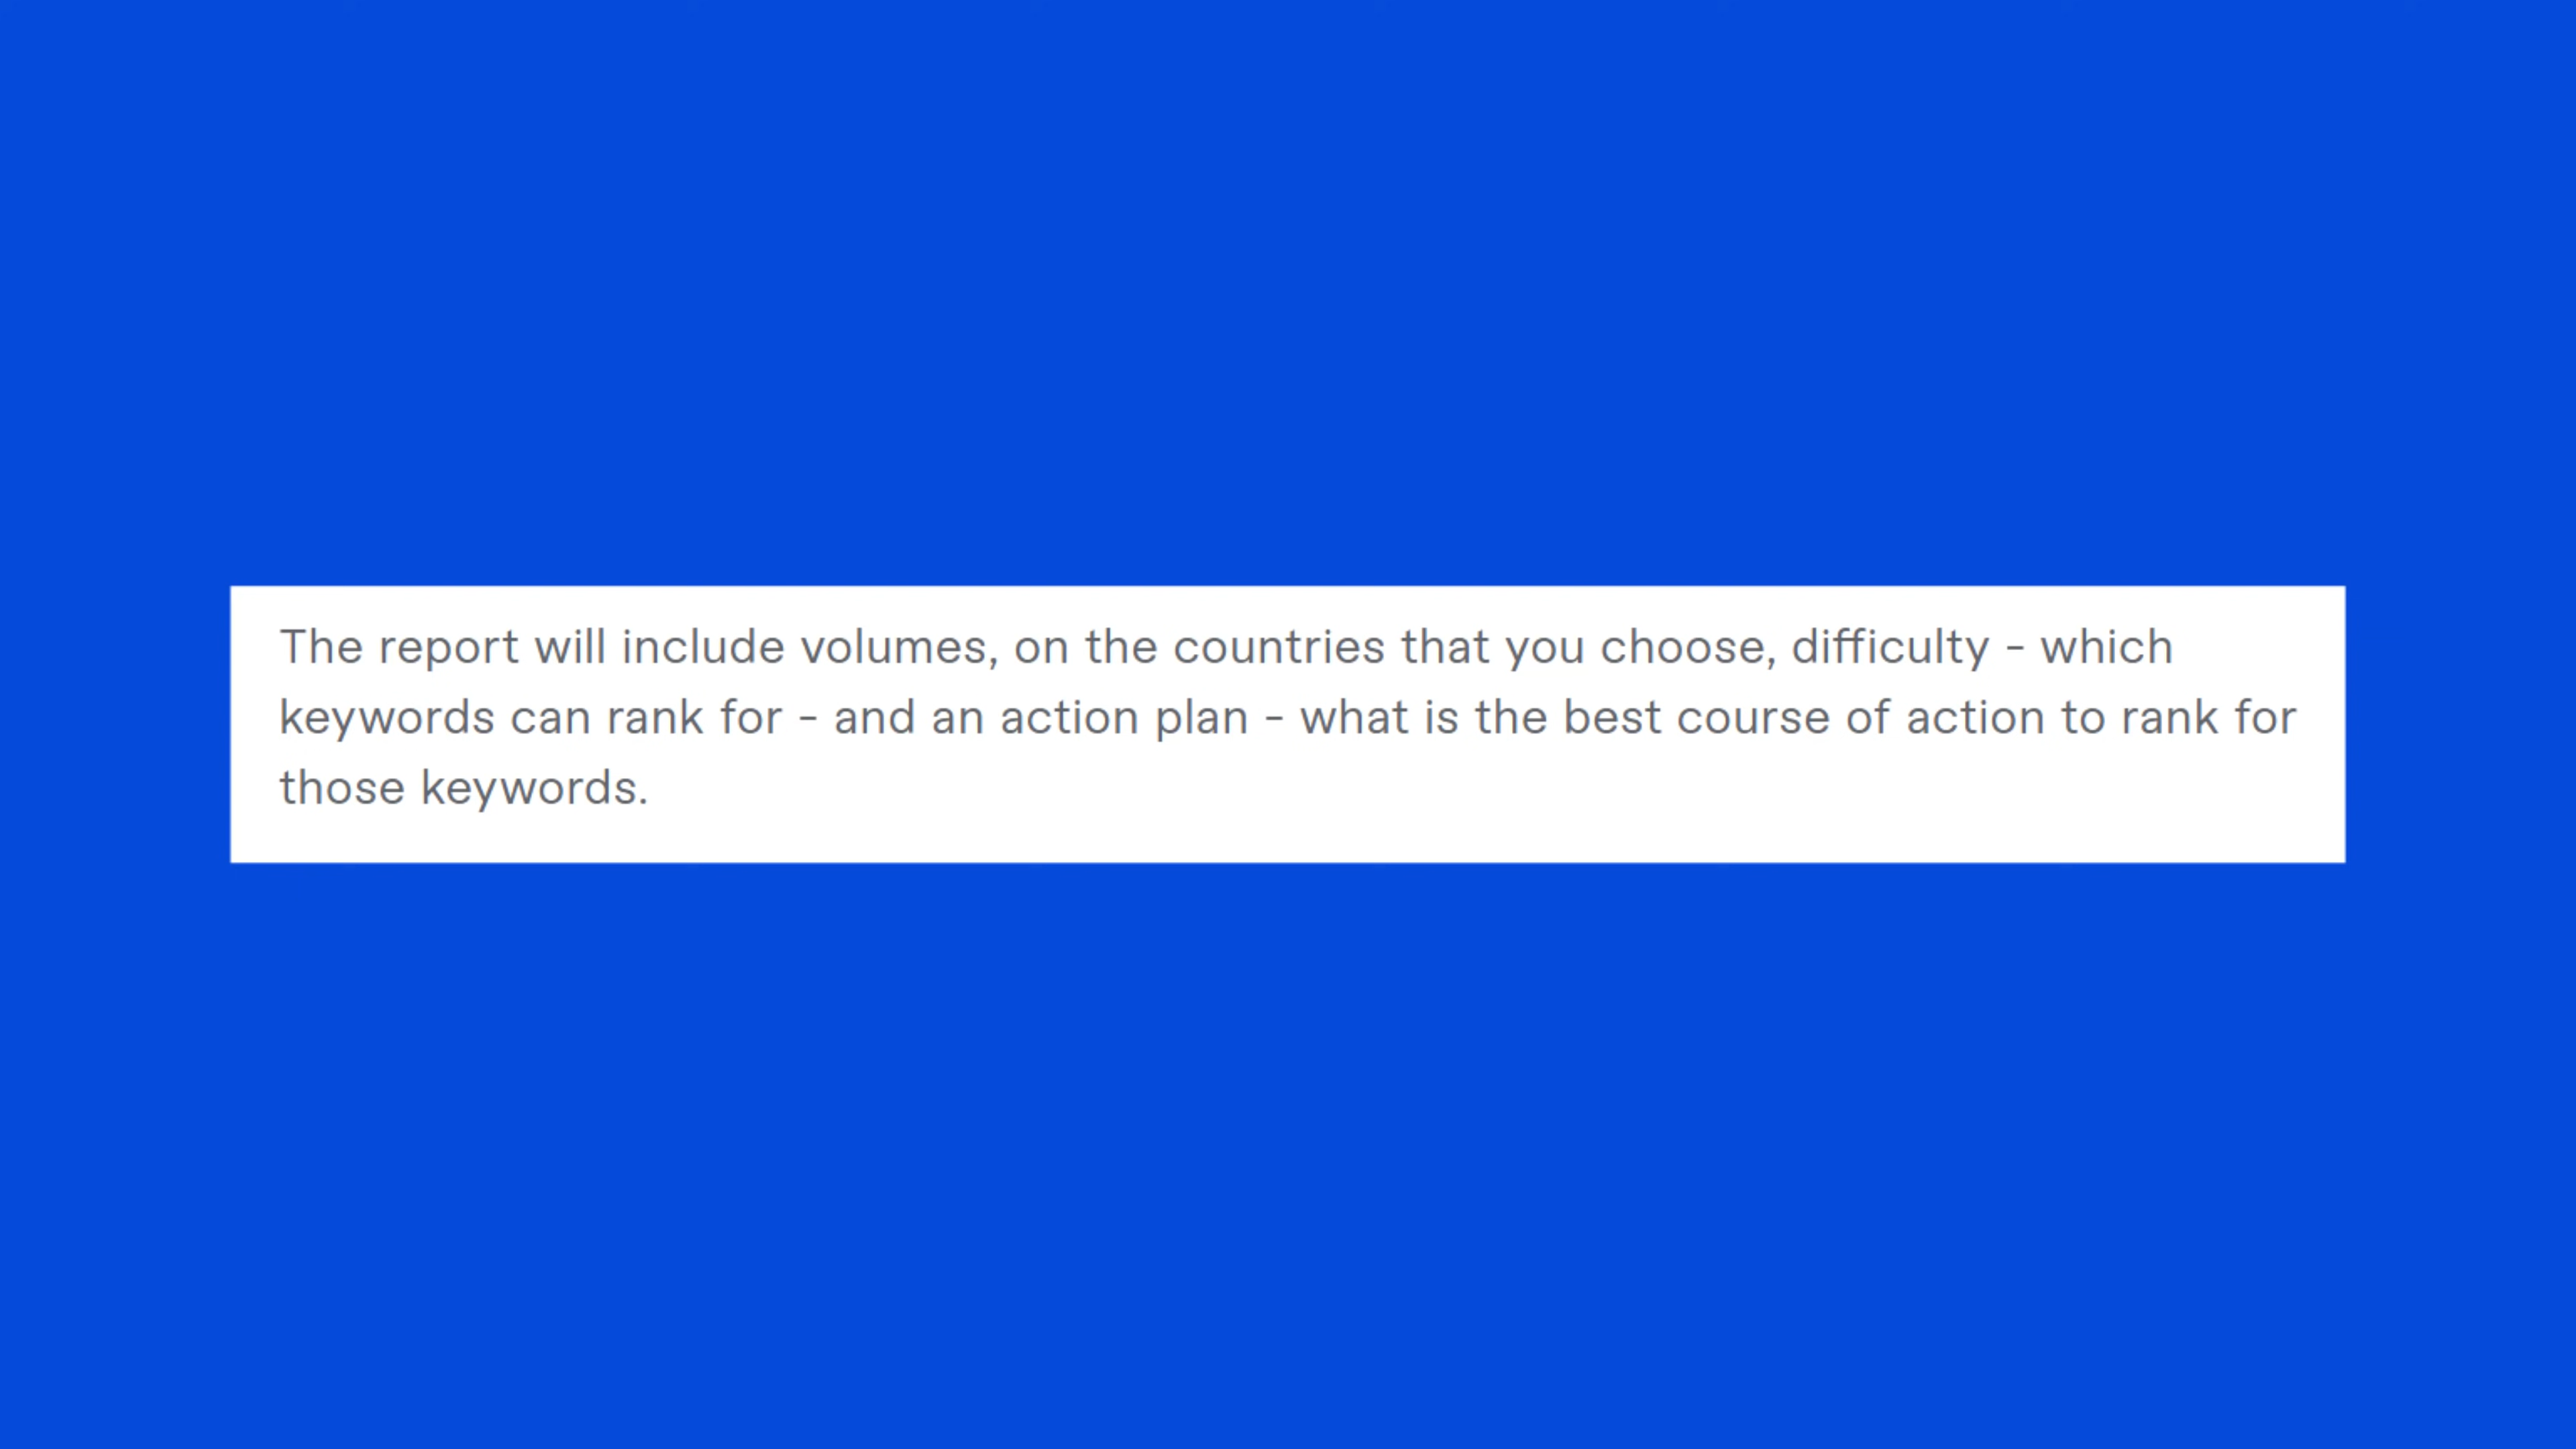 The report will include volumes, on the countries that you choose, difficulty - which
keywords can rank for - and an action plan - what is the best course of action to rank for
those keywords.